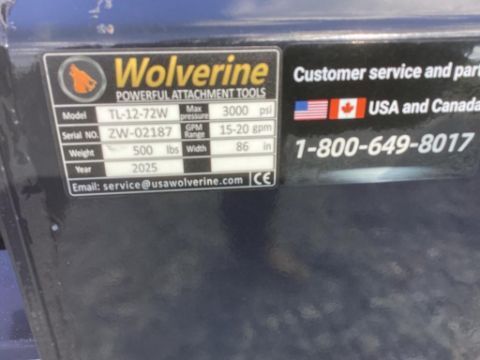 Wolverine
POWERFUL ATTACHMENT TOOLS
Model TL-12-72W Max pressure 3000 psi
Serial NO. ZW-02187 GPM Range 15-20 gpm
Weight 500 lbs Width 86 in
Year 2025
Email: service@usawolverine.com CE
Customer service and par
USA and Canada
1-800-649-8017